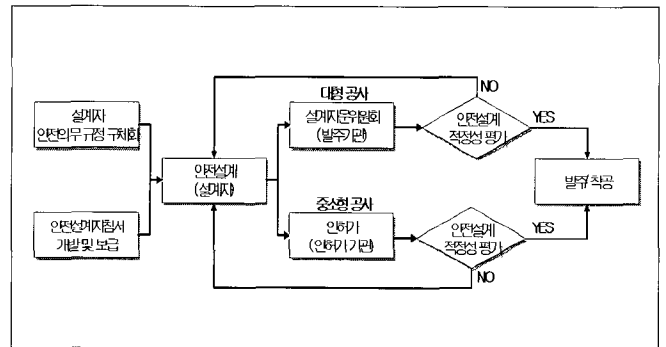 설계자
안전의무 규정 구체화
안전설계지침서
개발 및 보급
안전설계
(설계자)
대형 공사
설계자문위원회
(발주기관)
안전설계
적정성 평가
NO
YES
중소형 공사
인허가
(인허가 기관)
안전설계
적정성 평가
YES
NO
발주/착공